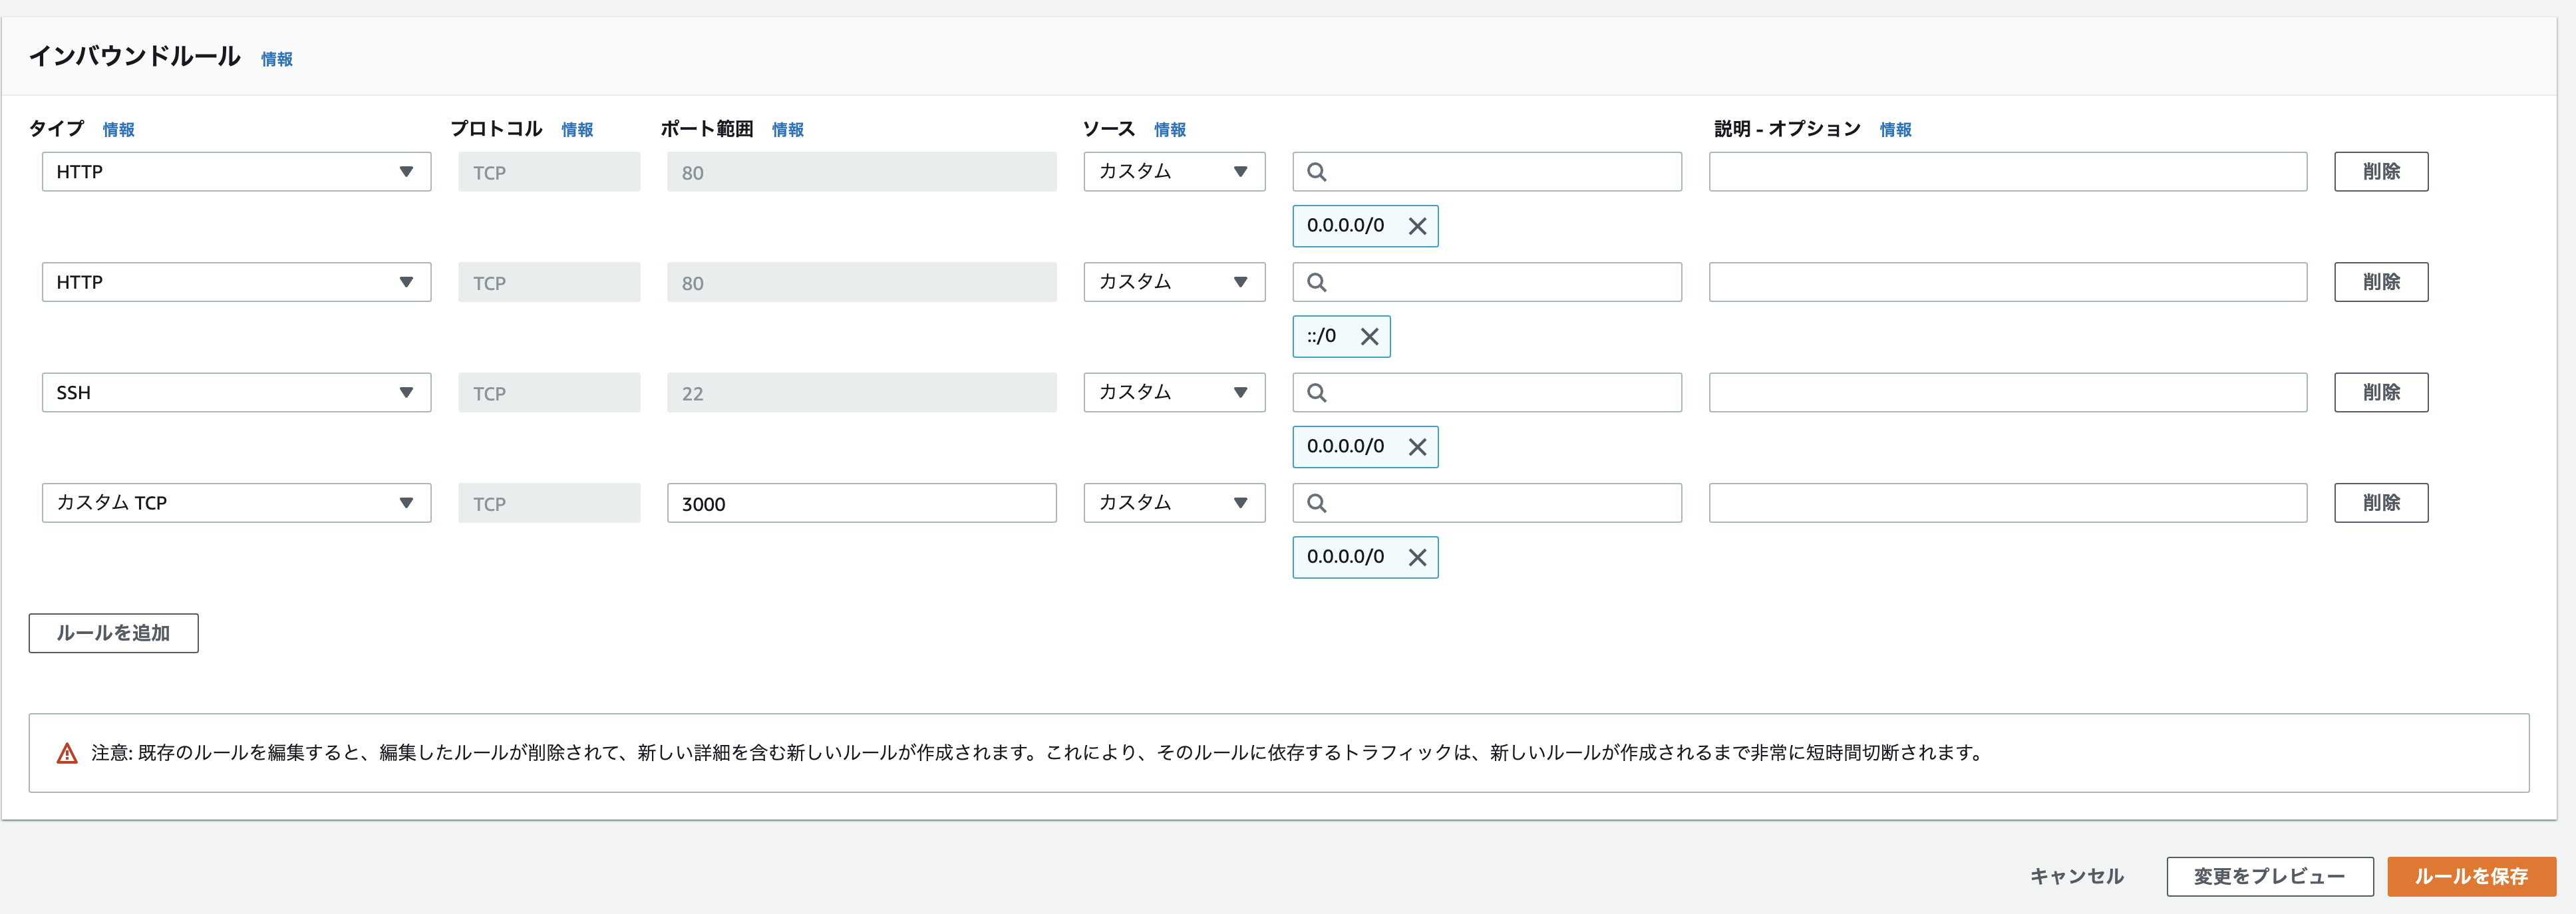 インバウンドルール 情報
タイプ 情報 プロトコル 情報 ポート範囲 情報 ソース 情報 説明 - オプション 情報
HTTP TCP 80 カスタム 削除
0.0.0.0/0
HTTP TCP 80 カスタム 削除
::/0
SSH TCP 22 カスタム 削除
0.0.0.0/0
カスタム TCP TCP 3000 カスタム 削除
0.0.0.0/0
ルールを追加
注意: 既存のルールを編集すると、編集したルールが削除されて、新しい詳細を含む新しいルールが作成されます。これにより、そのルールに依存するトラフィックは、新しいルールが作成されるまで非常に短時間切断されます。
キャンセル 変更をプレビュー ルールを保存